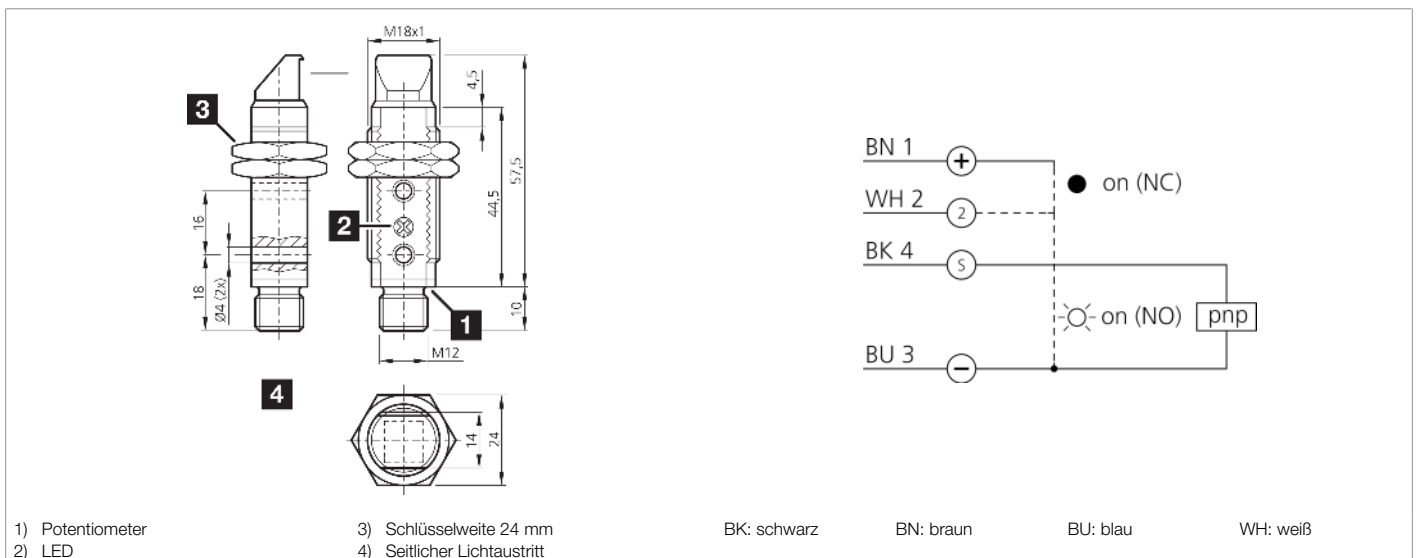 M18x1
4,5
57,5
44,5
3
2
16
18
Ø4 (2x)
10
1
M12
4
14
24
BN 1
+
on (NC)
WH 2
2
BK 4
S
on (NO)
pnp
BU 3
−
1) Potentiometer
2) LED
3) Schlüsselweite 24 mm
4) Seitlicher Lichtaustritt
BK: schwarz BN: braun BU: blau WH: weiß